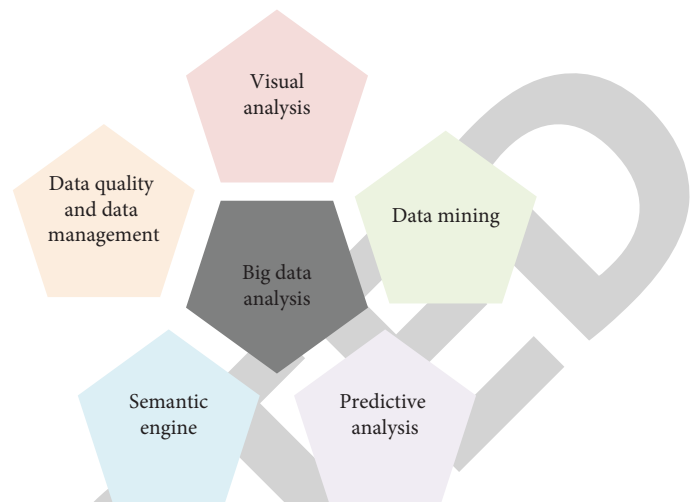 Visual
analysis
Data quality
and data
management
Data mining
Big data
analysis
Semantic
engine
Predictive
analysis